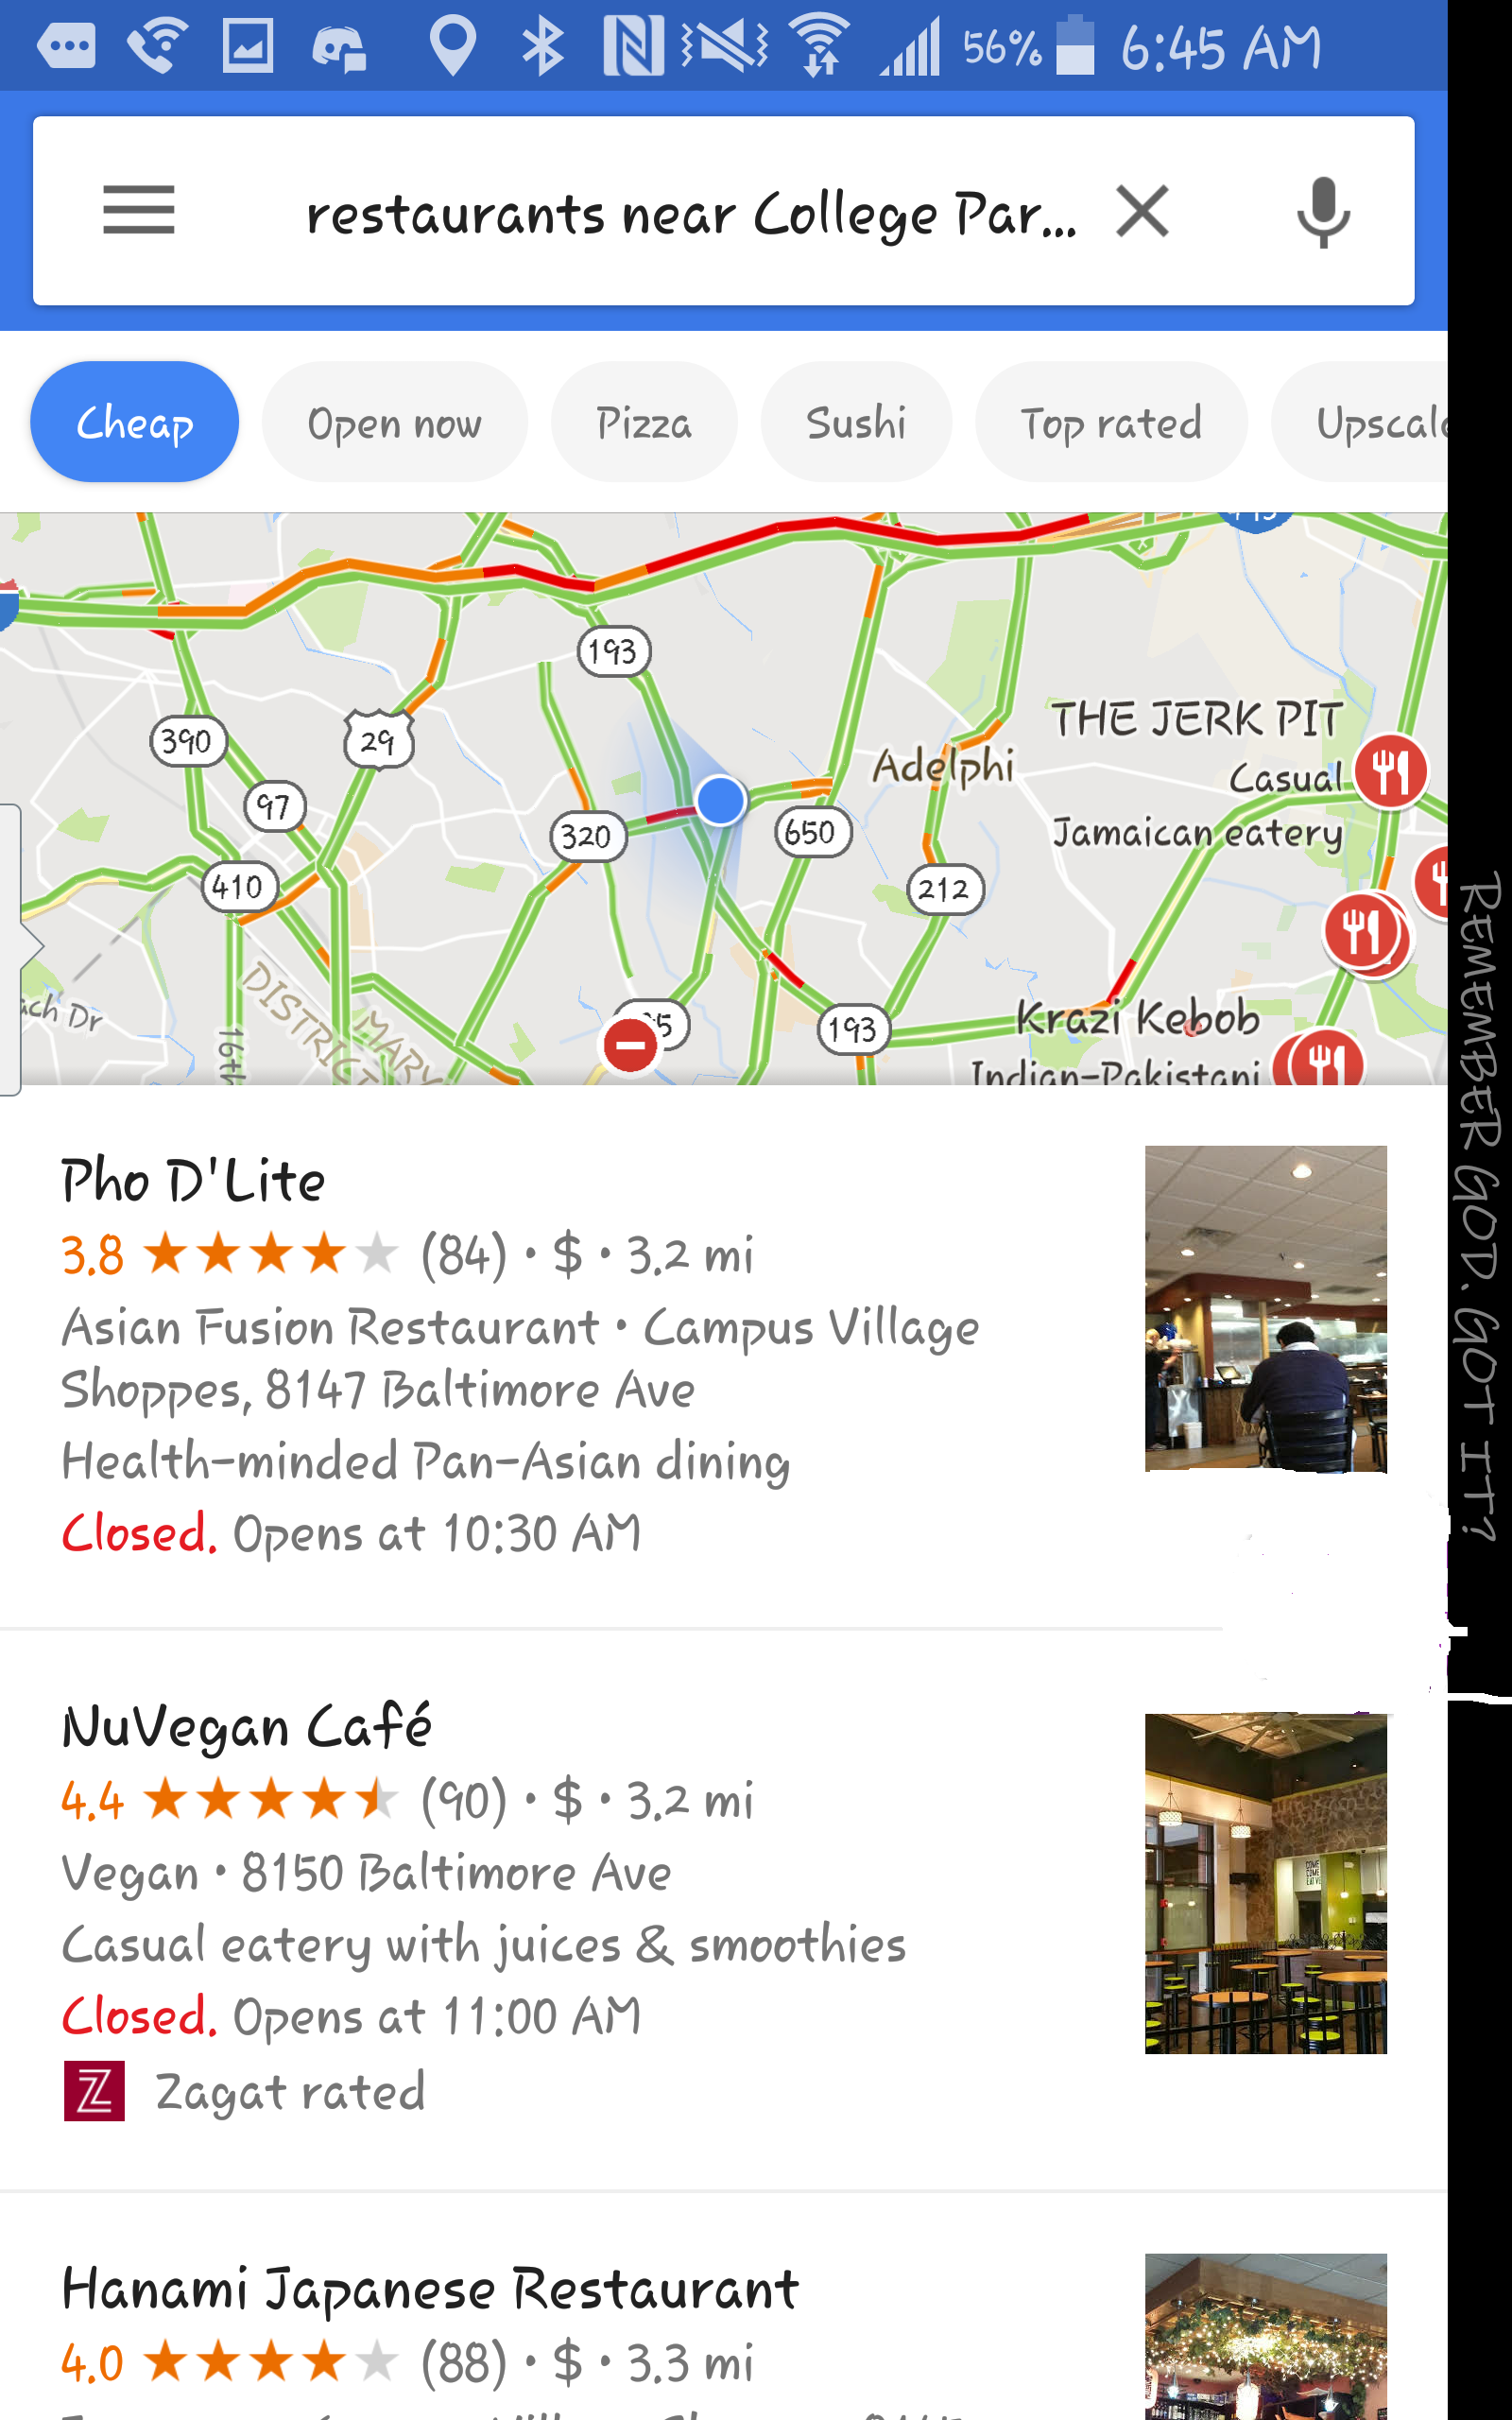 56% 6:45 AM
restaurants near College Par...
Cheap Open now Pizza Sushi Top rated Upscale
193
390
29
THE JERK PIT
Casual
Jamaican eatery
Adelphi
97
320
650
410
212
ach Dr
DISTRICT
MARY
16th
193
Krazi Kebob
Indian-Pakistani
Pho D'Lite
3.8 (84) • $ • 3.2 mi
Asian Fusion Restaurant • Campus Village
Shoppes, 8147 Baltimore Ave
Health-minded Pan-Asian dining
Closed. Opens at 10:30 AM
NuVegan Café
4.4 (90) • $ • 3.2 mi
Vegan • 8150 Baltimore Ave
Casual eatery with juices & smoothies
Closed. Opens at 11:00 AM
Z Zagat rated
Hanami Japanese Restaurant
4.0 (88) • $ • 3.3 mi
REMEMBER GOD. GOT IT?